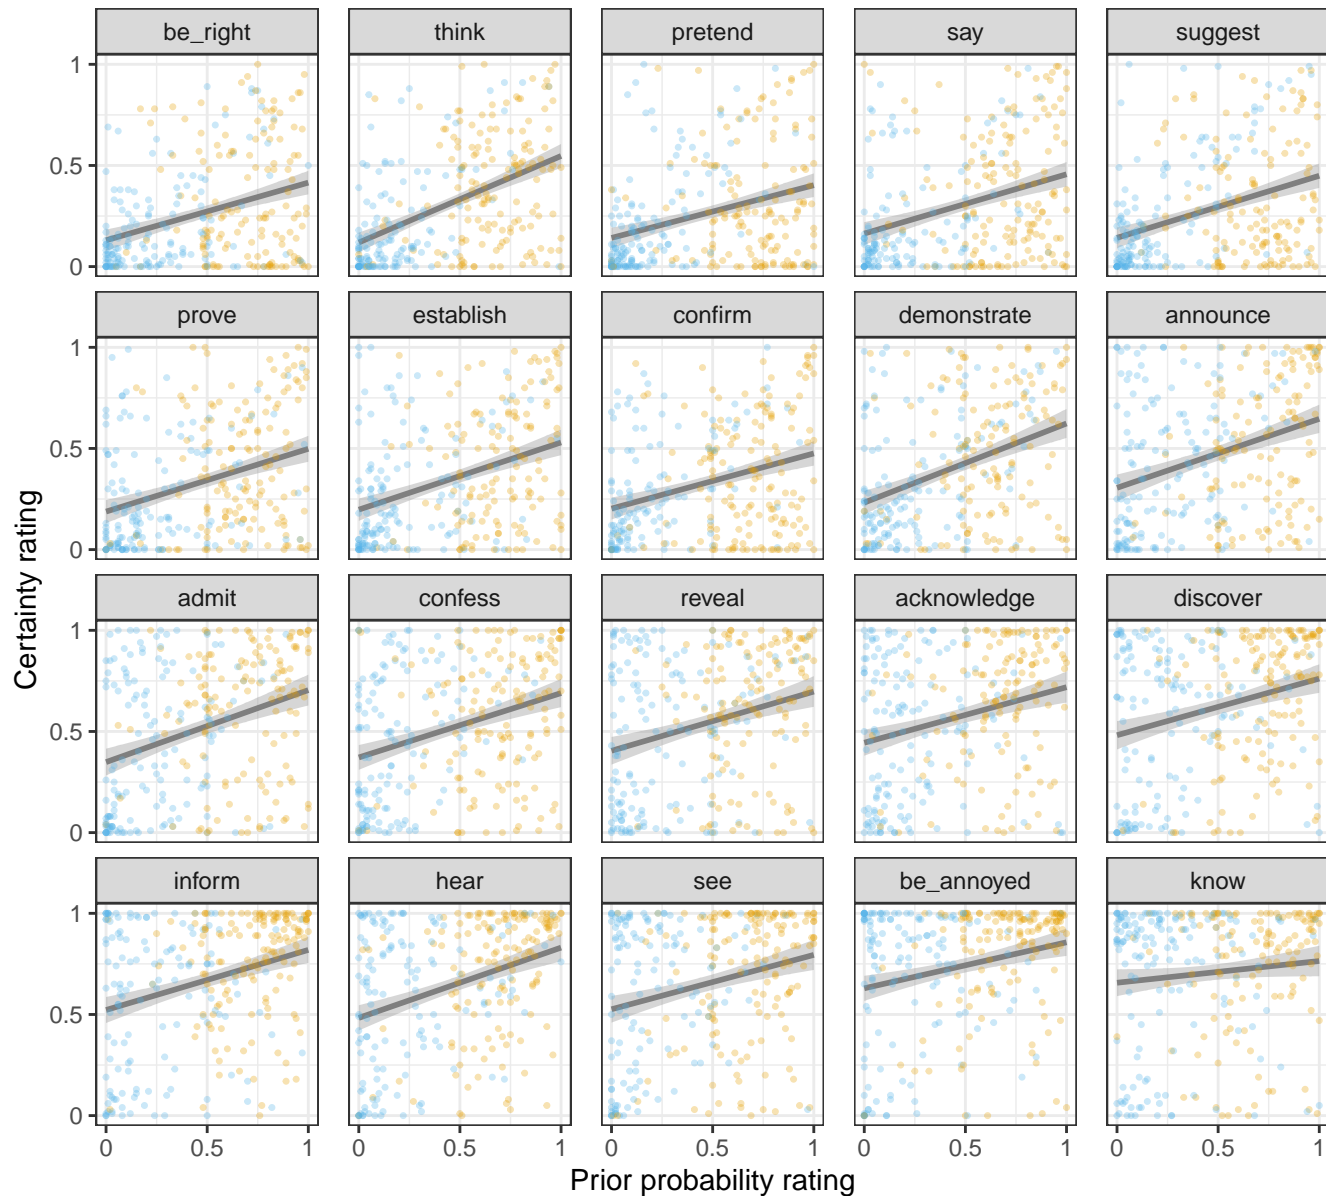 be_right think pretend say suggest
1
0.5
0
prove establish confirm demonstrate announce
1
0.5
0
Certainty rating
admit confess reveal acknowledge discover
1
0.5
0
inform hear see be_annoyed know
1
0.5
0
0 0.5 1 0 0.5 1 0 0.5 1 0 0.5 1 0 0.5 1
Prior probability rating